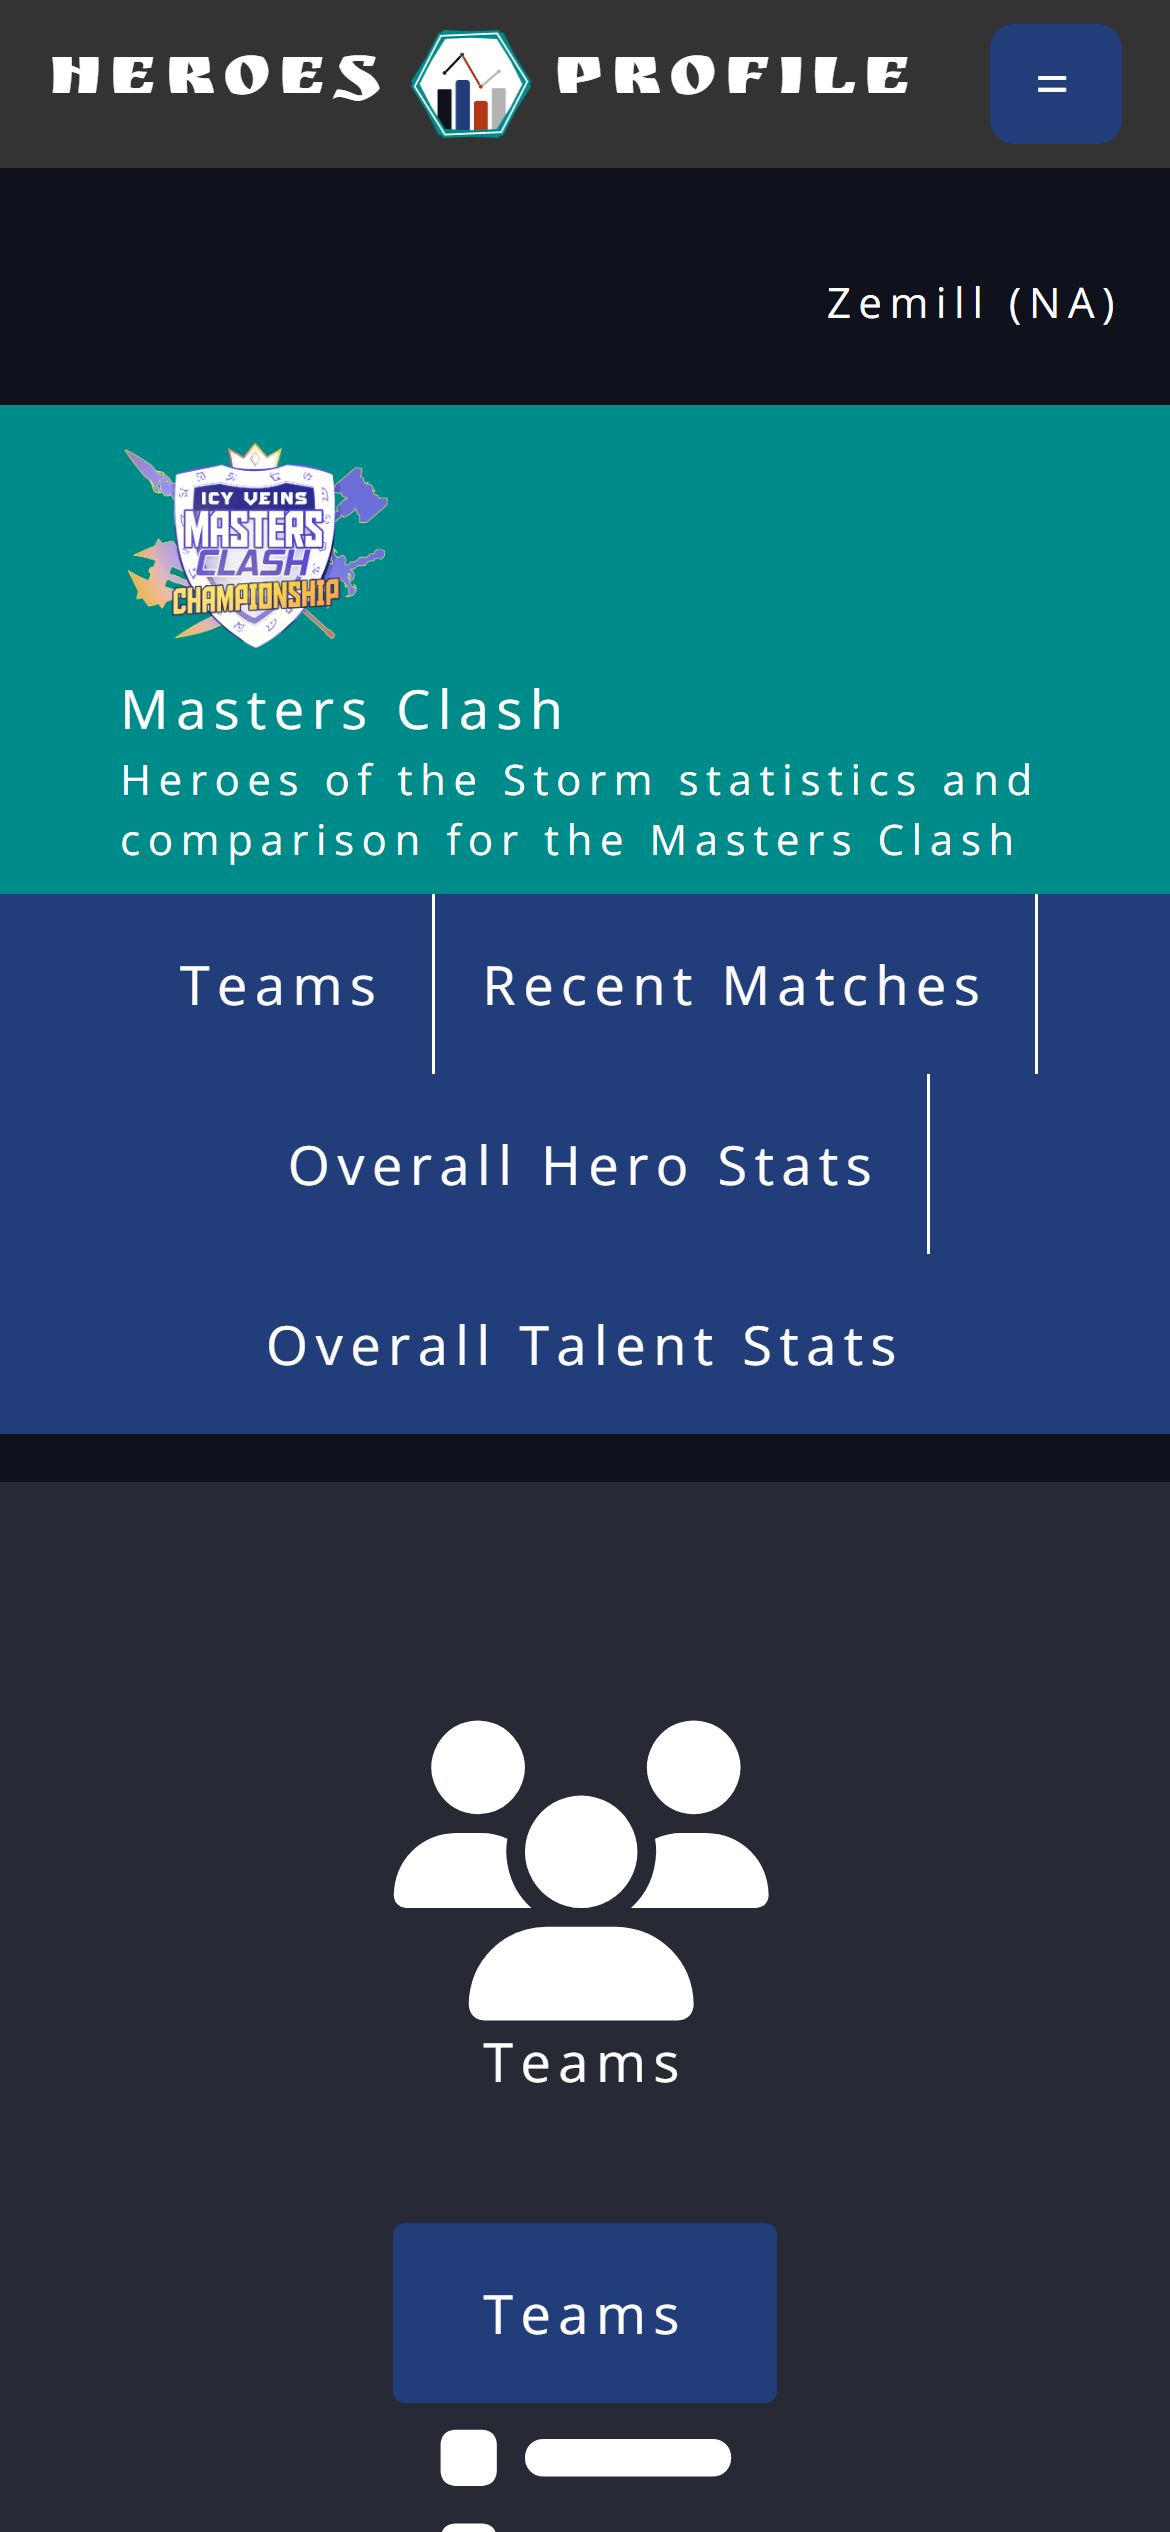 HEROES PROFILE
=
Zemill (NA)
ICY VEINS
MASTERS
CLASH
CHAMPIONSHIP
Masters Clash
Heroes of the Storm statistics and
comparison for the Masters Clash
Teams
Recent Matches
Overall Hero Stats
Overall Talent Stats
Teams
Teams